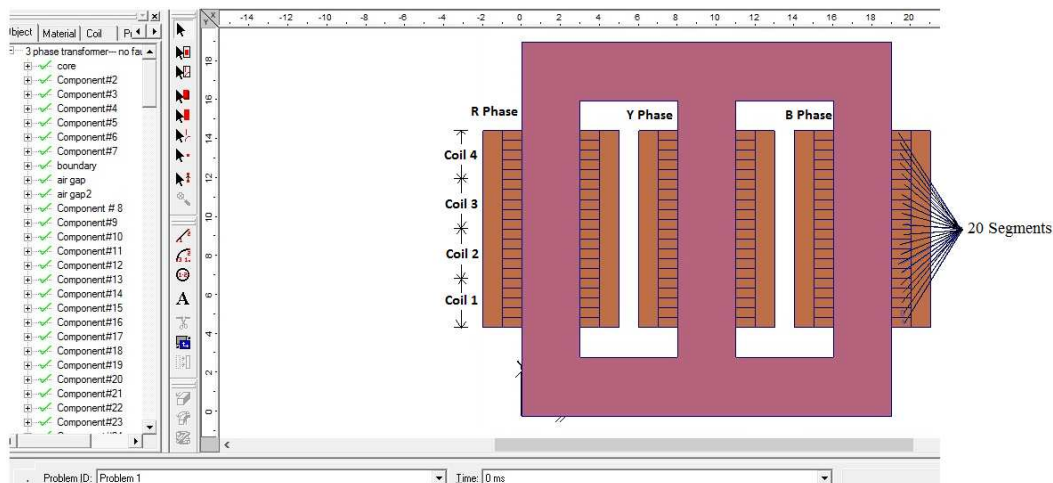 bject Material Coil P
3 phase transformer--- no fau
core
Component#2
Component#3
Component#4
Component#5
Component#6
Component#7
boundary
air gap
air gap2
Component # 8
Component#9
Component#10
Component#11
Component#12
Component#13
Component#14
Component#15
Component#16
Component#17
Component#18
Component#19
Component#20
Component#21
Component#22
Component#23
A
Y X
-14 -12 -10 -8 -6 -4 -2 0 2 4 6 8 10 12 14 16 18 20
18
16
14
12
10
8
6
4
2
0
R Phase Y Phase B Phase
Coil 4
Coil 3
Coil 2
Coil 1
20 Segments
Problem ID: Problem 1 Time: 0 ms